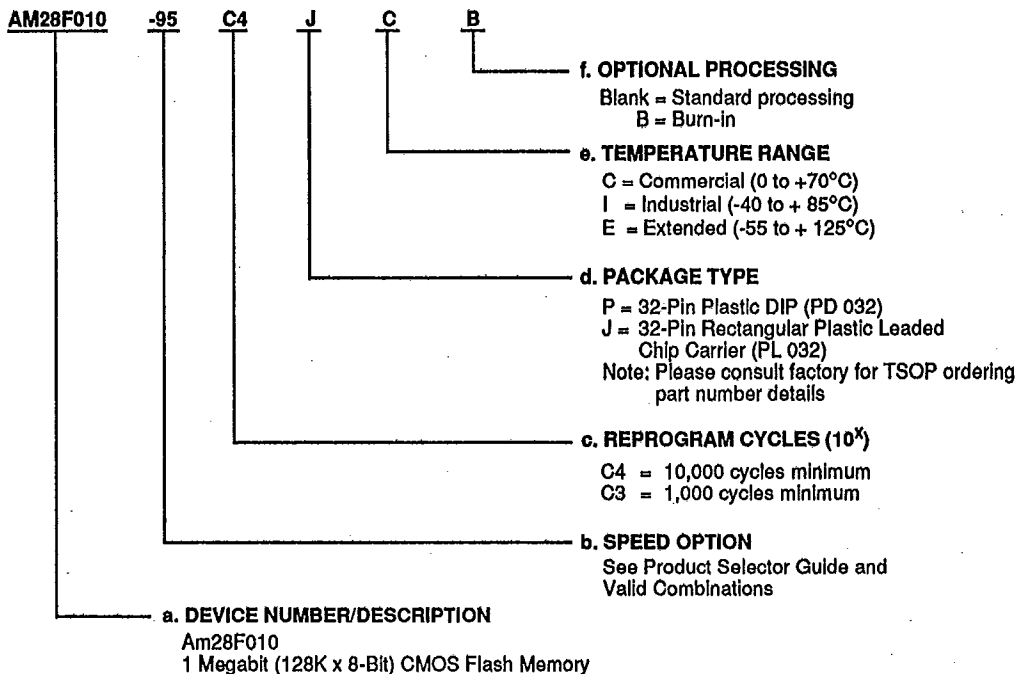 AM28F010 -95 C4 J C B
f. OPTIONAL PROCESSING
Blank = Standard processing
B = Burn-in
e. TEMPERATURE RANGE
C = Commercial (0 to +70°C)
I = Industrial (-40 to + 85°C)
E = Extended (-55 to + 125°C)
d. PACKAGE TYPE
P = 32-Pin Plastic DIP (PD 032)
J = 32-Pin Rectangular Plastic Leaded
Chip Carrier (PL 032)
Note: Please consult factory for TSOP ordering
part number details
c. REPROGRAM CYCLES (10ˣ)
C4 = 10,000 cycles minimum
C3 = 1,000 cycles minimum
b. SPEED OPTION
See Product Selector Guide and
Valid Combinations
a. DEVICE NUMBER/DESCRIPTION
Am28F010
1 Megabit (128K x 8-Bit) CMOS Flash Memory